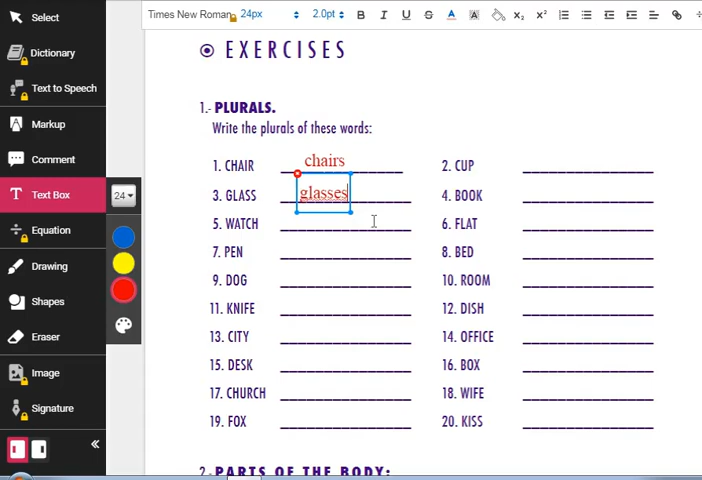 Select
Times New Roman 24px 2.0pt B I U S A A X₂ X²
Dictionary
Text to Speech
Markup
Comment
Text Box
24
Equation
Drawing
Shapes
Eraser
Image
Signature
EXERCISES
1.- PLURALS.
Write the plurals of these words:
1. CHAIR chairs 2. CUP
3. GLASS glasses 4. BOOK
5. WATCH 6. FLAT
7. PEN 8. BED
9. DOG 10. ROOM
11. KNIFE 12. DISH
13. CITY 14. OFFICE
15. DESK 16. BOX
17. CHURCH 18. WIFE
19. FOX 20. KISS
2.- PARTS OF THE BODY: